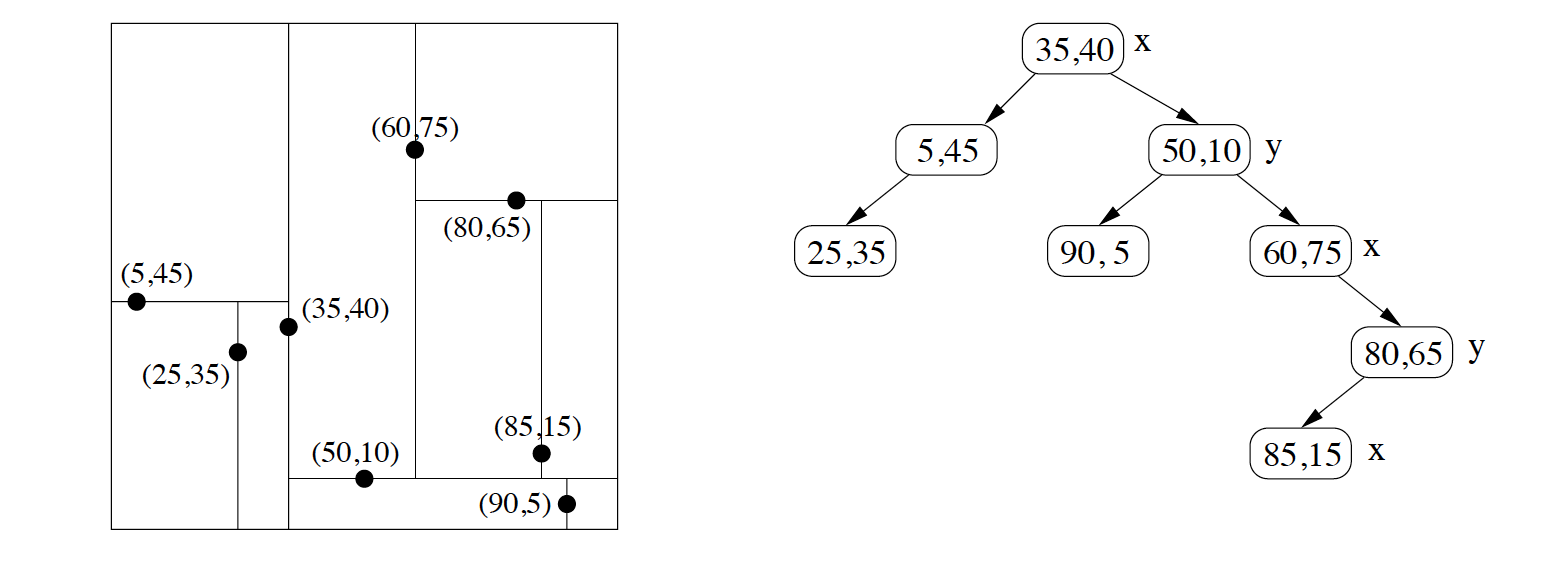 (60,75)
(80,65)
(5,45)
(35,40)
(25,35)
(85,15)
(50,10)
(90,5)
35,40 x
5,45
50,10 y
25,35
90, 5
60,75 x
80,65 y
85,15 x